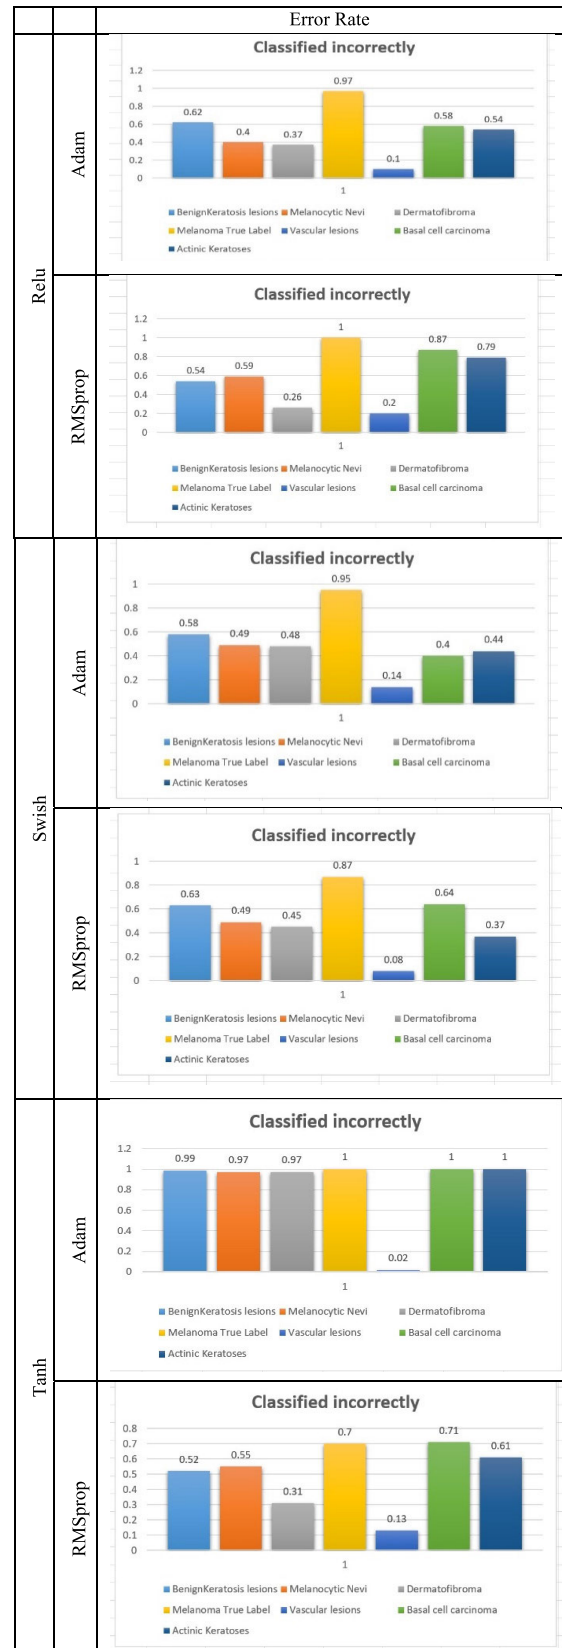 Error Rate
Relu
Adam
Classified incorrectly
1.2
1
0.8
0.6
0.4
0.2
0
0.62
0.4
0.37
0.97
0.1
0.58
0.54
1
BenignKeratosis lesions Melanocytic Nevi Dermatofibroma
Melanoma True Label Vascular lesions Basal cell carcinoma
Actinic Keratoses
RMSprop
Classified incorrectly
1.2
1
0.8
0.6
0.4
0.2
0
0.54
0.59
0.26
1
0.2
0.87
0.79
1
BenignKeratosis lesions Melanocytic Nevi Dermatofibroma
Melanoma True Label Vascular lesions Basal cell carcinoma
Actinic Keratoses
Swish
Adam
Classified incorrectly
1
0.8
0.6
0.4
0.2
0
0.58
0.49
0.48
0.95
0.14
0.4
0.44
1
BenignKeratosis lesions Melanocytic Nevi Dermatofibroma
Melanoma True Label Vascular lesions Basal cell carcinoma
Actinic Keratoses
RMSprop
Classified incorrectly
1
0.8
0.6
0.4
0.2
0
0.63
0.49
0.45
0.87
0.08
0.64
0.37
1
BenignKeratosis lesions Melanocytic Nevi Dermatofibroma
Melanoma True Label Vascular lesions Basal cell carcinoma
Actinic Keratoses
Tanh
Adam
Classified incorrectly
1.2
1
0.8
0.6
0.4
0.2
0
0.99
0.97
0.97
1
0.02
1
1
1
BenignKeratosis lesions Melanocytic Nevi Dermatofibroma
Melanoma True Label Vascular lesions Basal cell carcinoma
Actinic Keratoses
RMSprop
Classified incorrectly
0.8
0.7
0.6
0.5
0.4
0.3
0.2
0.1
0
0.52
0.55
0.31
0.7
0.13
0.71
0.61
1
BenignKeratosis lesions Melanocytic Nevi Dermatofibroma
Melanoma True Label Vascular lesions Basal cell carcinoma
Actinic Keratoses